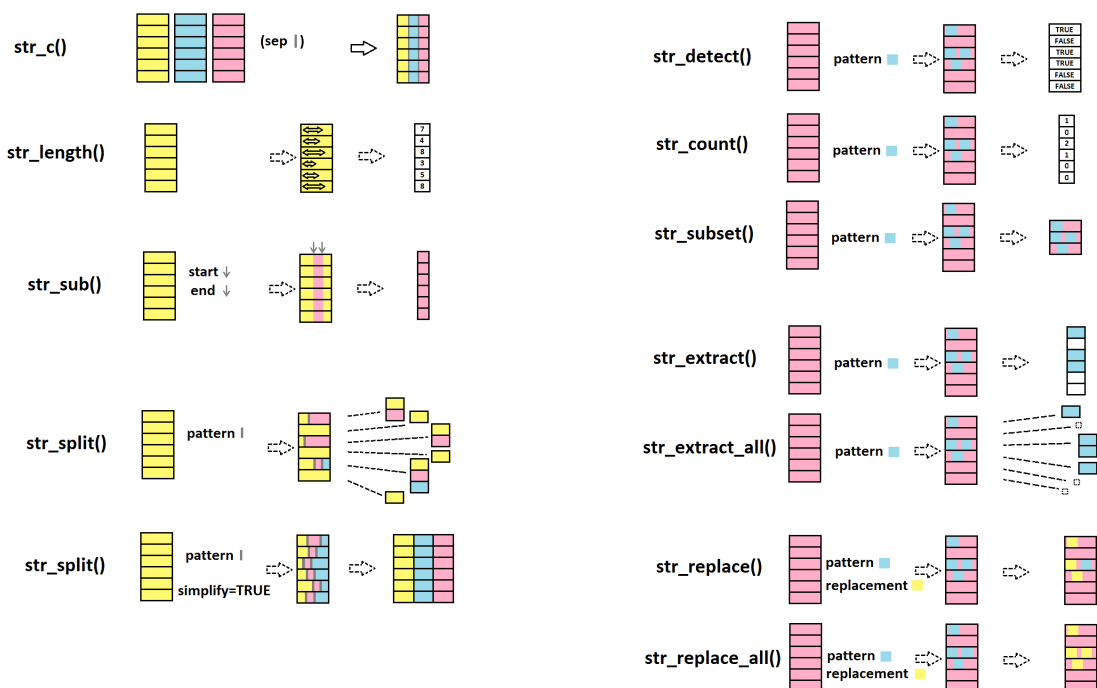 str_c()
(sep |)
str_length()
7
4
8
3
5
8
str_sub()
start ↓
end ↓
str_split()
pattern |
str_split()
pattern |
simplify=TRUE
str_detect()
pattern
TRUE
FALSE
TRUE
TRUE
FALSE
FALSE
str_count()
pattern
1
0
2
1
0
0
str_subset()
pattern
str_extract()
pattern
str_extract_all()
pattern
str_replace()
pattern
replacement
str_replace_all()
pattern
replacement